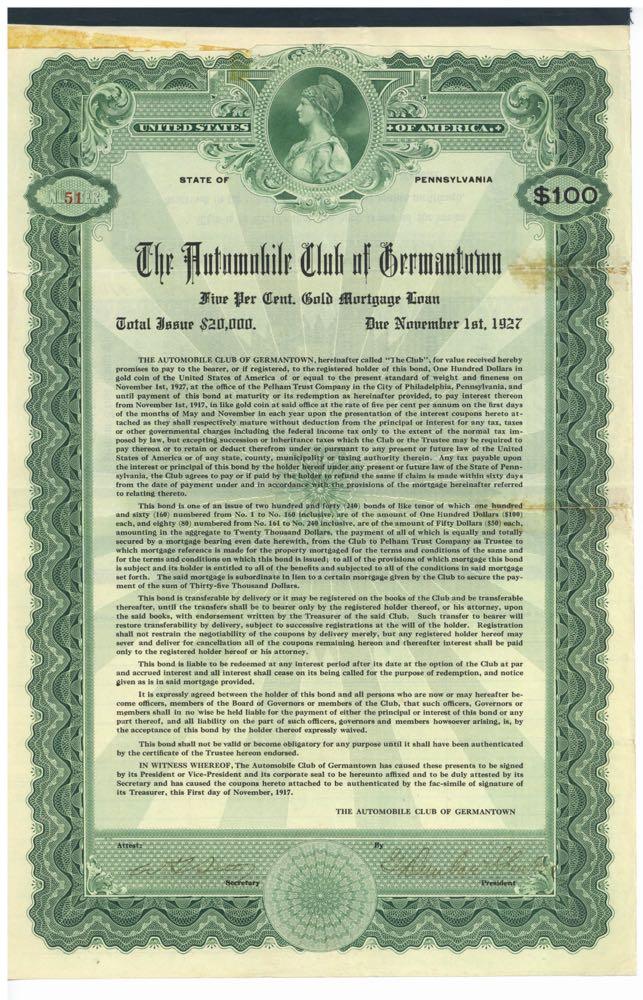 UNITED STATES OF AMERICA
STATE OF PENNSYLVANIA
51
$100
The Automobile Club of Germantown
Five Per Cent. Gold Mortgage Loan
Total Issue $20,000. Due November 1st, 1927
THE AUTOMOBILE CLUB OF GERMANTOWN, hereinafter called "The Club", for value received hereby
promises to pay to the bearer, or if registered, to the registered holder of this bond, One Hundred Dollars in
gold coin of the United States of America of or equal to the present standard of weight and fineness on
November 1st, 1927, at the office of the Pelham Trust Company in the City of Philadelphia, Pennsylvania, and
until payment of this bond at maturity or its redemption as hereinafter provided, to pay interest thereon
from November 1st, 1917, in like gold coin at said office at the rate of five per cent per annum on the first days
of the months of May and November in each year upon the presentation of the interest coupons hereto at-
tached as they shall respectively mature without deduction from the principal or interest for any tax, taxes
or other governmental charges including the federal income tax only to the extent of the normal tax im-
posed by law, but excepting succession or inheritance taxes which the Club or the Trustee may be required to
pay thereon or to retain or deduct therefrom under or pursuant to any present or future law of the United
States of America or of any state, county, municipality or taxing authority therein. Any tax payable upon
the interest or principal of this bond by the holder hereof under any present or future law of the State of Penn-
sylvania, the Club agrees to pay or if paid by the holder to refund the same if claim is made within sixty days
from the date of payment under and in accordance with the provisions of the mortgage hereinafter referred
to relating thereto.
This bond is one of an issue of two hundred and forty (240) bonds of like tenor of which one hundred
and sixty (160) numbered from No. 1 to No. 160 inclusive, are of the amount of One Hundred Dollars ($100)
each, and eighty (80) numbered from No. 161 to No. 240 inclusive, are of the amount of Fifty Dollars ($50) each,
amounting in the aggregate to Twenty Thousand Dollars, the payment of all of which is equally and totally
secured by a mortgage bearing even date herewith, from the Club to Pelham Trust Company as Trustee to
which mortgage reference is made for the property mortgaged for the terms and conditions of the same and
for the terms and conditions on which this bond is issued; to all of the provisions of which mortgage this bond
is subject and its holder is entitled to all of the benefits and subjected to all of the conditions in said mortgage
set forth. The said mortgage is subordinate in lien to a certain mortgage given by the Club to secure the pay-
ment of the sum of Thirty-five Thousand Dollars.
This bond is transferable by delivery or it may be registered on the books of the Club and be transferable
thereafter, until the transfers shall be to bearer only by the registered holder thereof, or his attorney, upon
the said books, with endorsement written by the Treasurer of the said Club. Such transfer to bearer will
restore transferability by delivery, subject to successive registrations at the will of the holder. Registration
shall not restrain the negotiability of the coupons by delivery merely, but any registered holder hereof may
sever and deliver for cancellation all of the coupons remaining hereon and thereafter interest shall be paid
only to the registered holder hereof or his attorney.
This bond is liable to be redeemed at any interest period after its date at the option of the Club at par
and accrued interest and all interest shall cease on its being called for the purpose of redemption, and notice
given as is in said mortgage provided.
It is expressly agreed between the holder of this bond and all persons who are now or may hereafter be-
come officers, members of the Board of Governors or members of the Club, that such officers, Governors or
members shall in no wise be held liable for the payment of either the principal or interest of this bond or any
part thereof, and all liability on the part of such officers, governors and members howsoever arising, is, by
the acceptance of this bond by the holder thereof expressly waived.
This bond shall not be valid or become obligatory for any purpose until it shall have been authenticated
by the certificate of the Trustee hereon endorsed.
IN WITNESS WHEREOF, The Automobile Club of Germantown has caused these presents to be signed
by its President or Vice-President and its corporate seal to be hereunto affixed and to be duly attested by its
Secretary and has caused the coupons hereto attached to be authenticated by the fac-simile of signature of
its Treasurer, this First day of November, 1917.
THE AUTOMOBILE CLUB OF GERMANTOWN
Attest: By
Secretary President